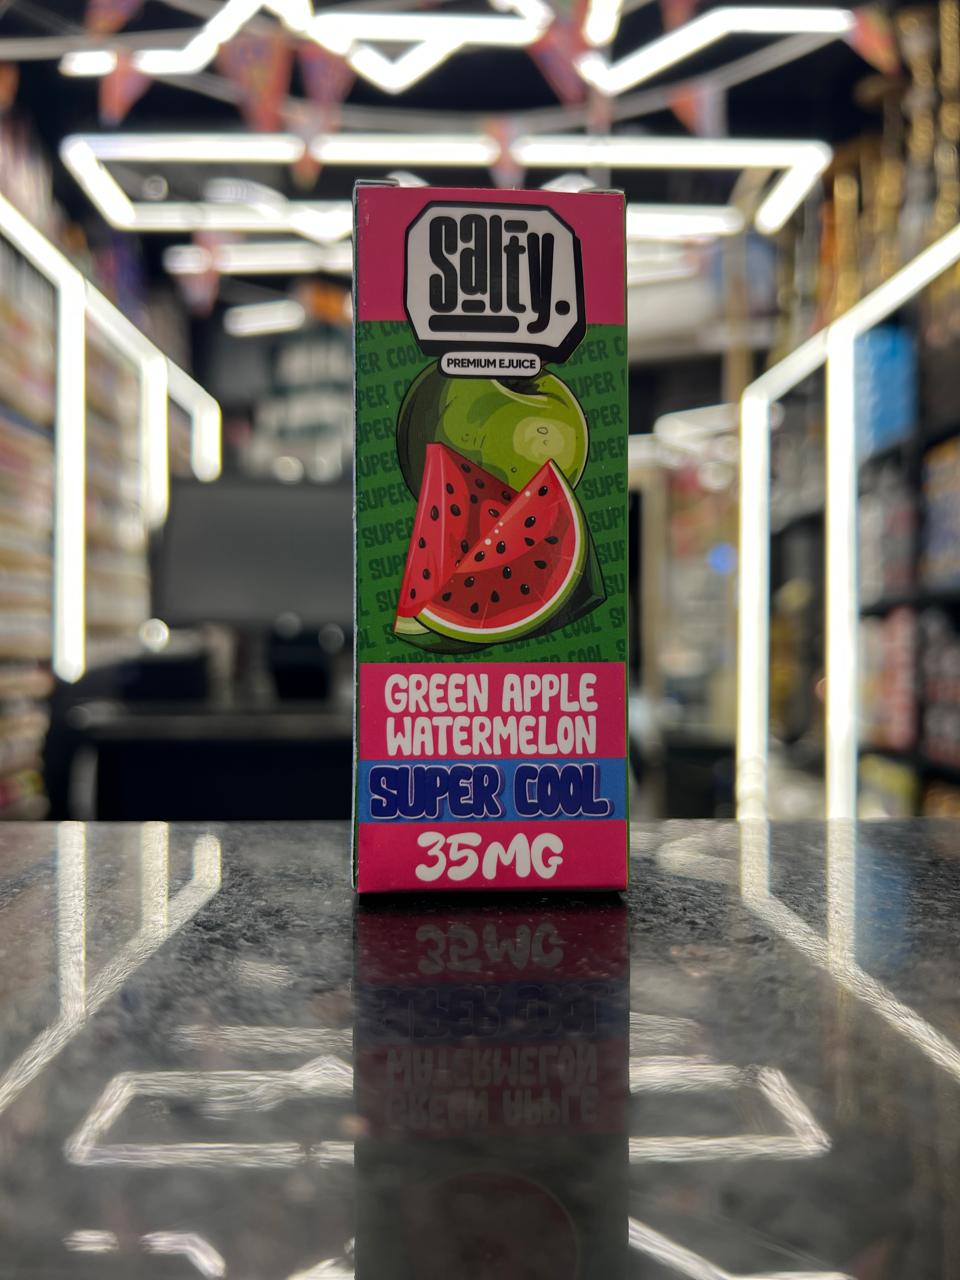 Salty.
PREMIUM EJUICE
GREEN APPLE
WATERMELON
SUPER COOL
35MG